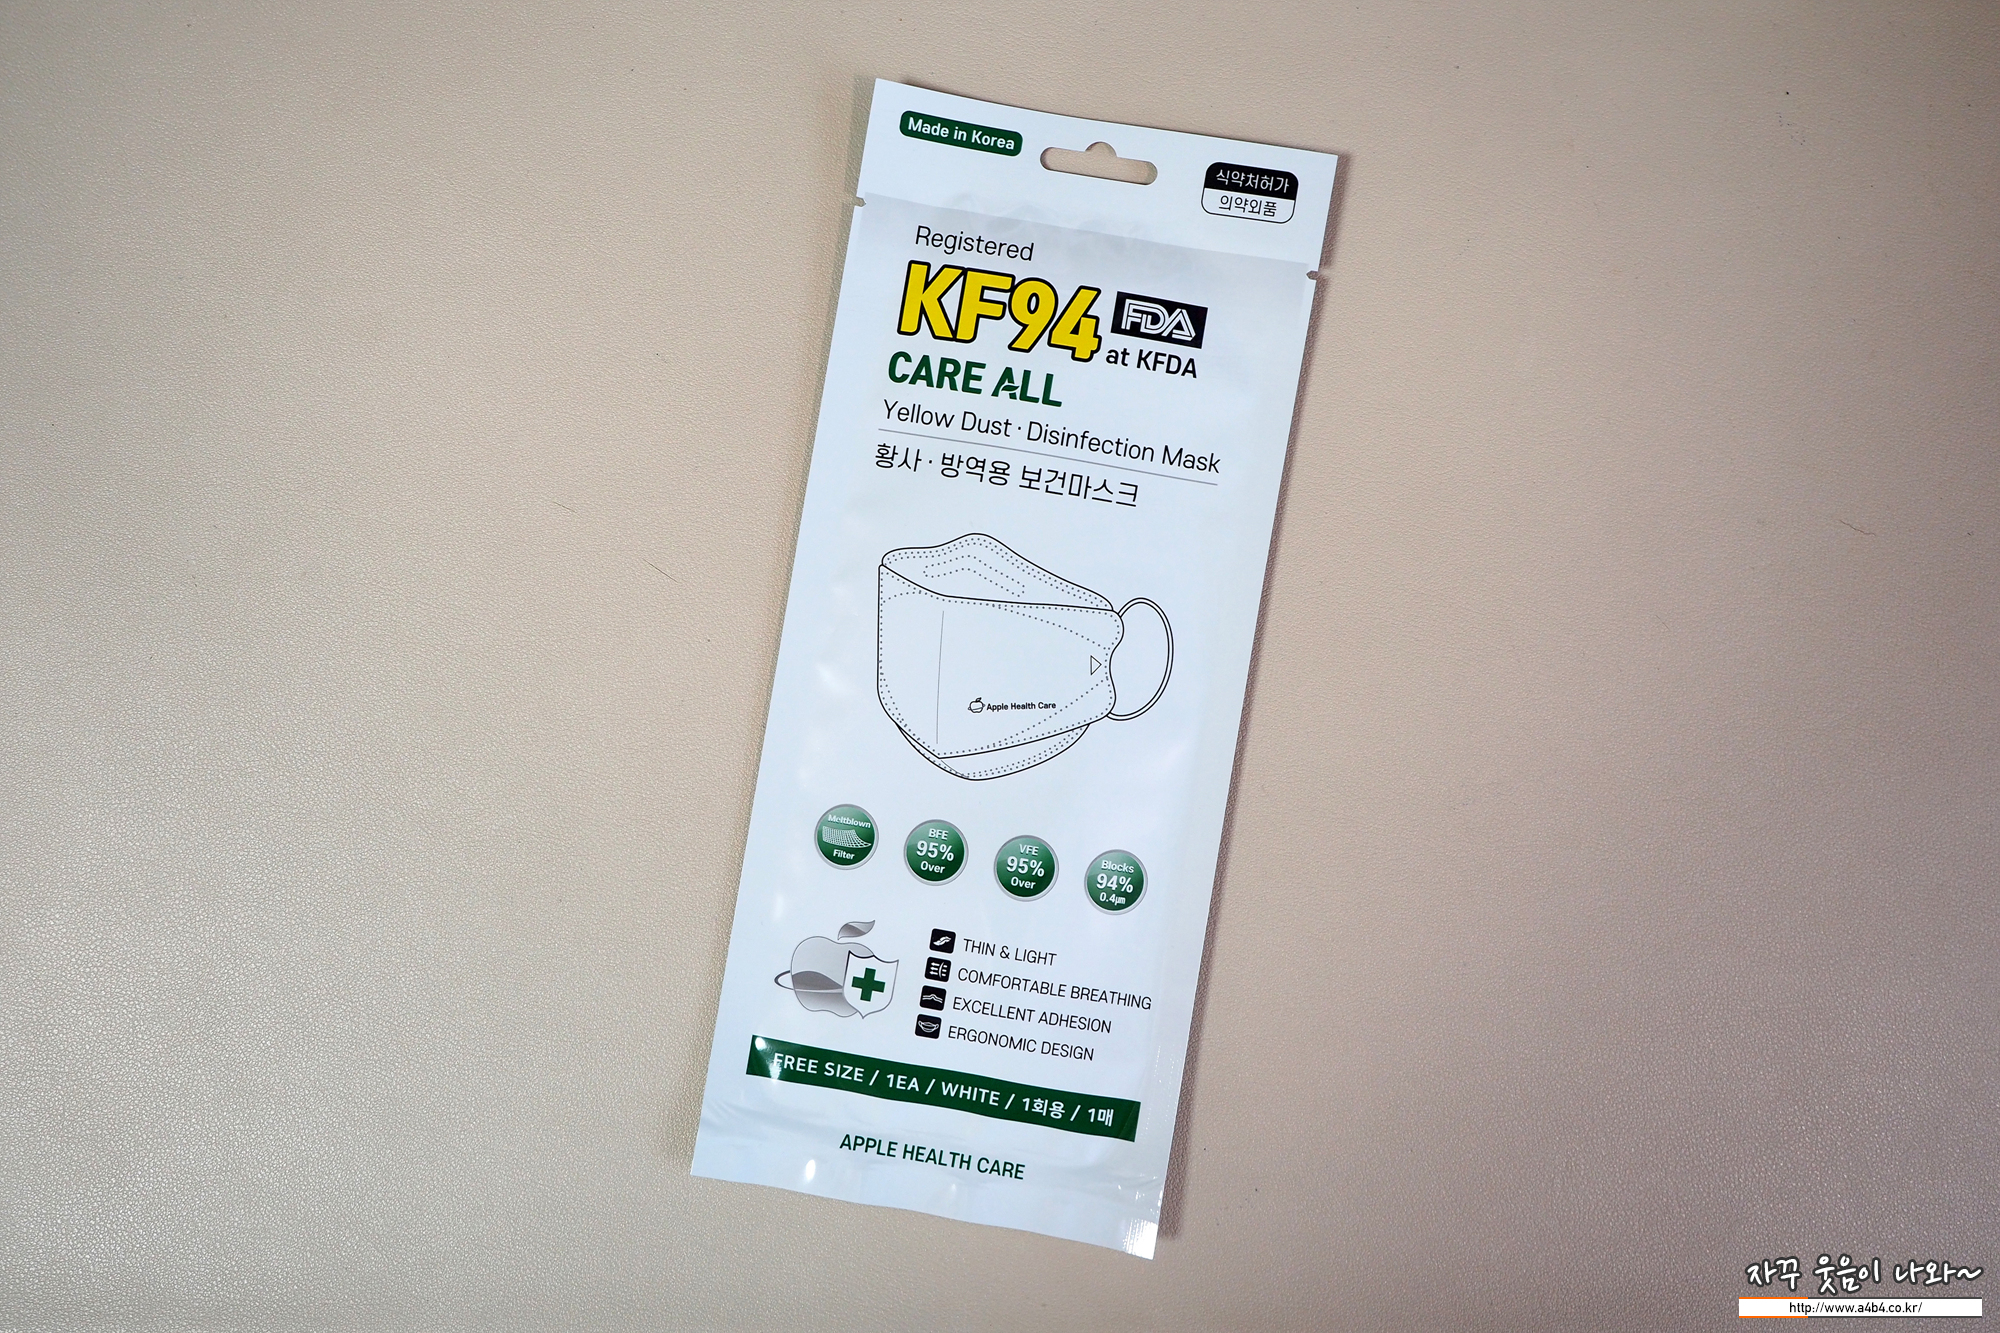 Made in Korea
식약처허가
의약외품
Registered
KF94 FDA
at KFDA
CARE ALL
Yellow Dust · Disinfection Mask
황사 · 방역용 보건마스크
Apple Health Care
Meltblown
Filter
BFE
95%
Over
VFE
95%
Over
Blocks
94%
0.4㎛
THIN & LIGHT
COMFORTABLE BREATHING
EXCELLENT ADHESION
ERGONOMIC DESIGN
FREE SIZE / 1EA / WHITE / 1회용 / 1매
APPLE HEALTH CARE
자꾸 웃음이 나와~
http://www.a4b4.co.kr/